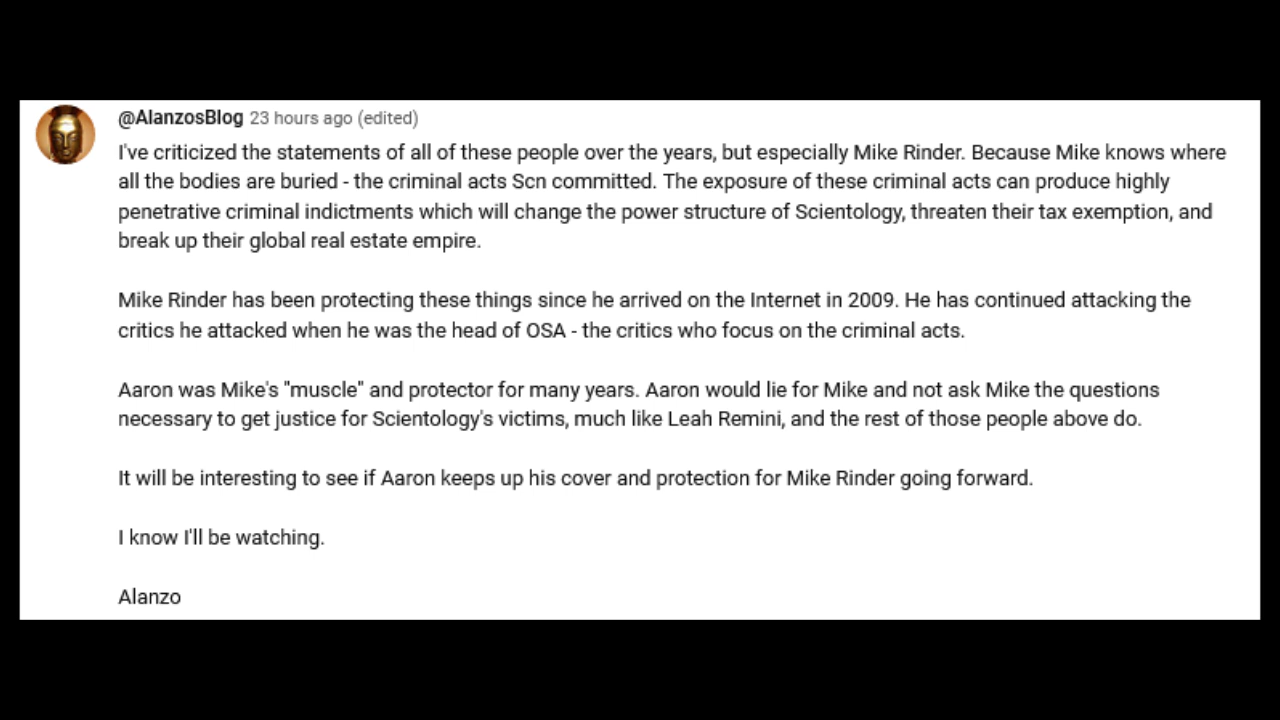 @AlanzosBlog 23 hours ago (edited)
I've criticized the statements of all of these people over the years, but especially Mike Rinder. Because Mike knows where
all the bodies are buried - the criminal acts Scn committed. The exposure of these criminal acts can produce highly
penetrative criminal indictments which will change the power structure of Scientology, threaten their tax exemption, and
break up their global real estate empire.
Mike Rinder has been protecting these things since he arrived on the Internet in 2009. He has continued attacking the
critics he attacked when he was the head of OSA - the critics who focus on the criminal acts.
Aaron was Mike's "muscle" and protector for many years. Aaron would lie for Mike and not ask Mike the questions
necessary to get justice for Scientology's victims, much like Leah Remini, and the rest of those people above do.
It will be interesting to see if Aaron keeps up his cover and protection for Mike Rinder going forward.
I know I'll be watching.
Alanzo